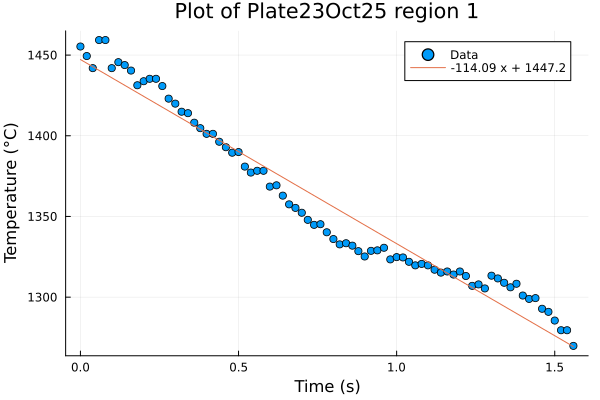 Plot of Plate23Oct25 region 1
Temperature (°C)
1450
1400
1350
1300
Data
-114.09 x + 1447.2
0.0
0.5
1.0
1.5
Time (s)